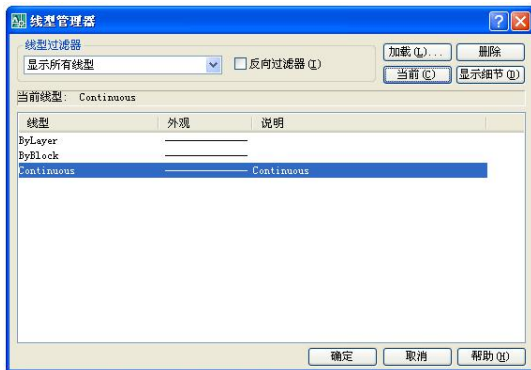 线型管理器
线型过滤器
显示所有线型
反向过滤器(I)
加载(L)...
删除
当前(C)
显示细节(D)
当前线型: Continuous
线型 外观 说明
ByLayer
ByBlock
Continuous Continuous
确定 取消 帮助(H)